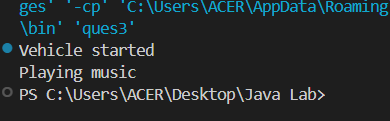 ges' '-cp' 'C:\Users\ACER\AppData\Roaming
\bin' 'ques3'
Vehicle started
Playing music
PS C:\Users\ACER\Desktop\Java Lab>